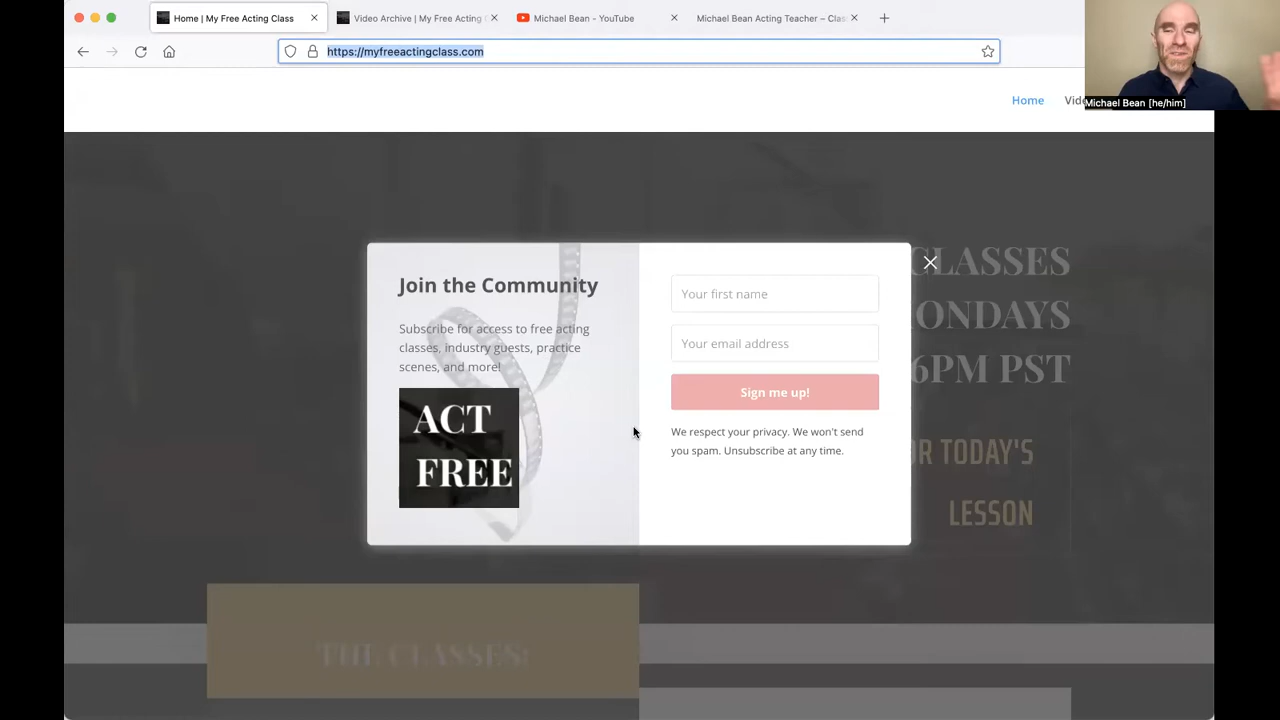 Home | My Free Acting Class
Video Archive | My Free Acting
Michael Bean - YouTube
Michael Bean Acting Teacher – Clas
https://myfreeactingclass.com
Michael Bean [he/him]
Home
CLASSES
6PM PST
Join the Community
Subscribe for access to free acting
classes, industry guests, practice
scenes, and more!
ACT
FREE
Your first name
Your email address
Sign me up!
We respect your privacy. We won't send
you spam. Unsubscribe at any time.
TODAY'S
LESSON
THE CLASSES: